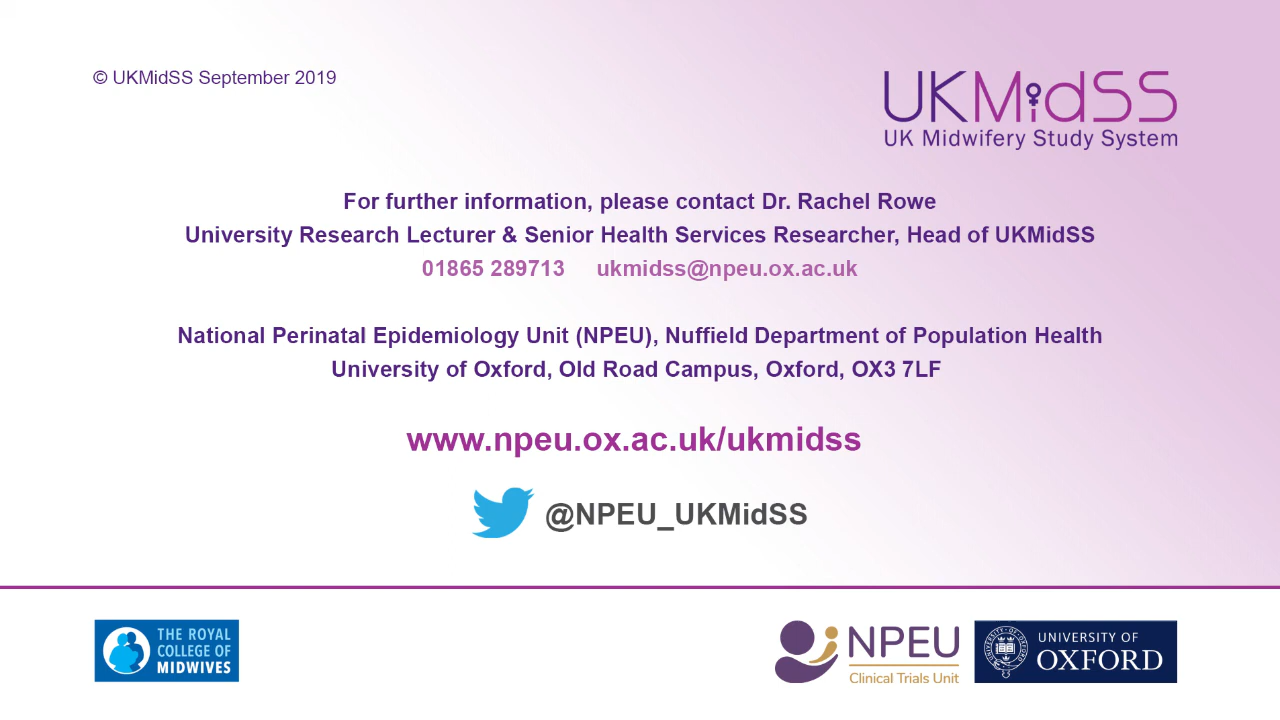 © UKMidSS September 2019
UKMidSS
UK Midwifery Study System
For further information, please contact Dr. Rachel Rowe
University Research Lecturer & Senior Health Services Researcher, Head of UKMidSS
01865 289713 ukmidss@npeu.ox.ac.uk
National Perinatal Epidemiology Unit (NPEU), Nuffield Department of Population Health
University of Oxford, Old Road Campus, Oxford, OX3 7LF
www.npeu.ox.ac.uk/ukmidss
@NPEU_UKMidSS
THE ROYAL
COLLEGE OF
MIDWIVES
NPEU
Clinical Trials Unit
UNIVERSITY OF
OXFORD